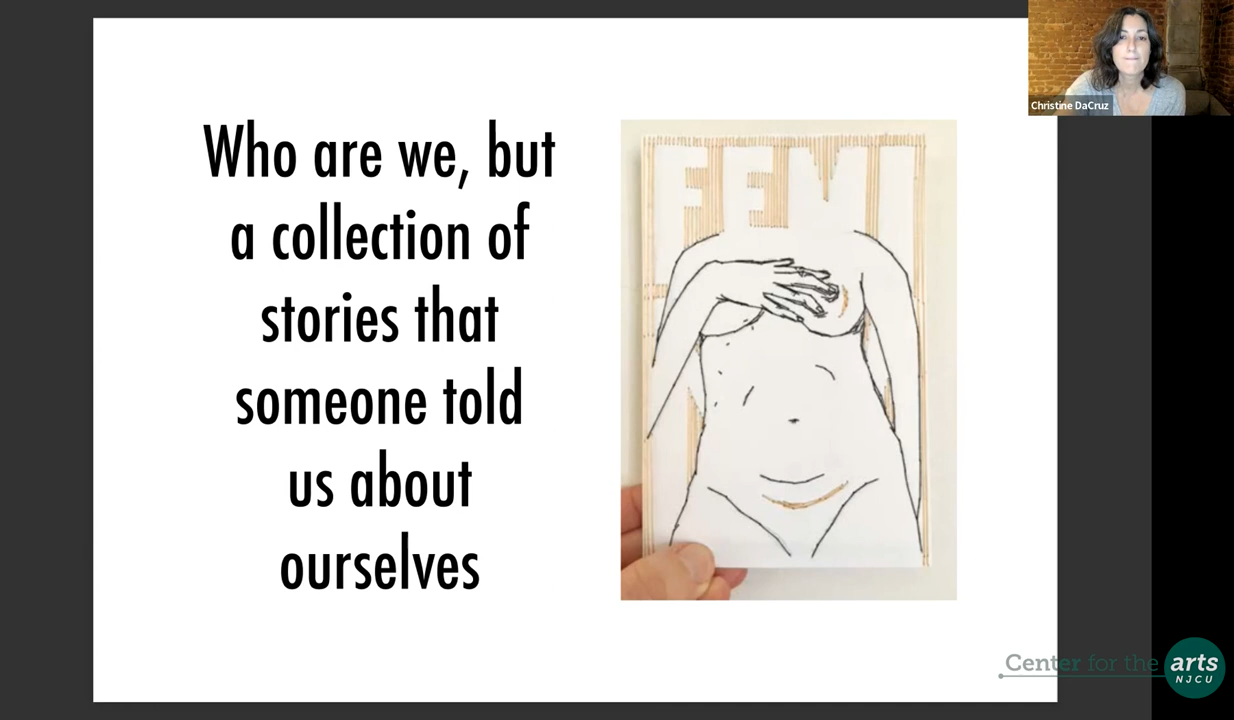 Who are we, but
a collection of
stories that
someone told
us about
ourselves
FEMI
Christine DaCruz
Center for the arts
NJCU